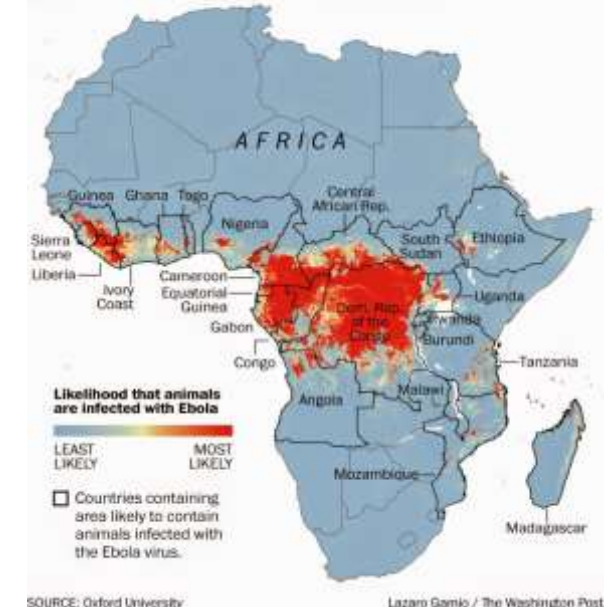 AFRICA
Guinea
Ghana
Togo
Nigeria
Central
African Rep.
South
Sudan
Ethiopia
Sierra
Leone
Liberia
Ivory
Coast
Cameroon
Equatorial
Guinea
Gabon
Congo
Dem. Rep.
of the
Congo
Uganda
Rwanda
Burundi
Tanzania
Angola
Malawi
Mozambique
Madagascar
Likelihood that animals
are infected with Ebola
LEAST
LIKELY
MOST
LIKELY
Countries containing
area likely to contain
animals infected with
the Ebola virus.
SOURCE: Oxford University
Lazaro Gamio / The Washington Post